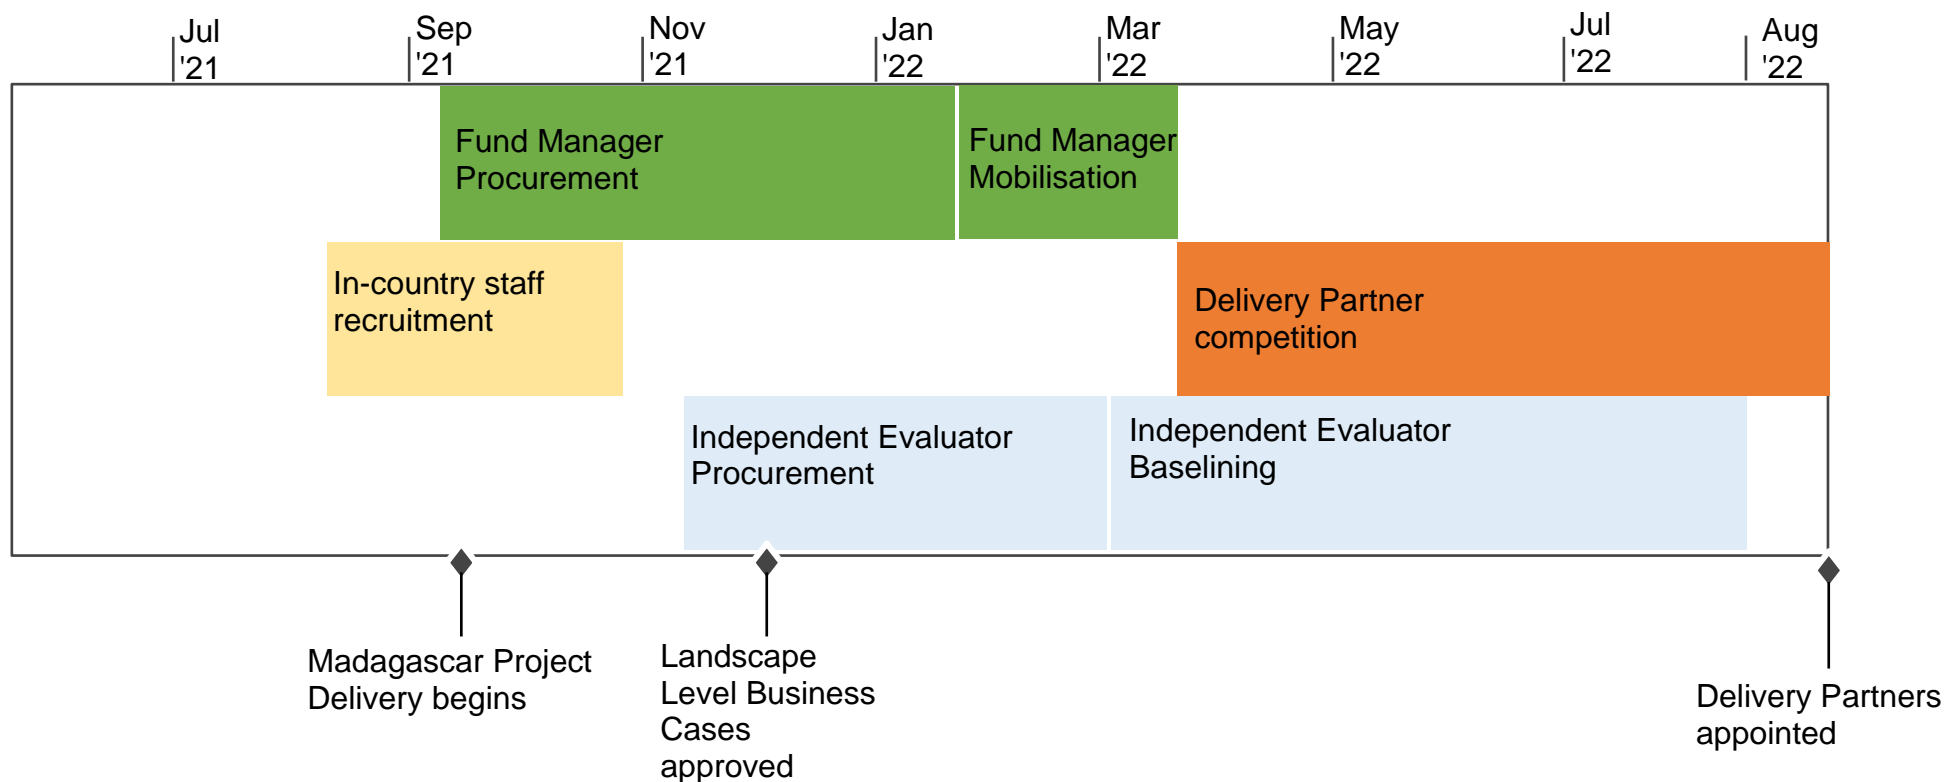 Jul
'21
Sep
'21
Nov
'21
Jan
'22
Mar
'22
May
'22
Jul
'22
Aug
'22
Fund Manager
Procurement
Fund Manager
Mobilisation
In-country staff
recruitment
Delivery Partner
competition
Independent Evaluator
Procurement
Independent Evaluator
Baselining
Madagascar Project
Delivery begins
Landscape
Level Business
Cases
approved
Delivery Partners
appointed